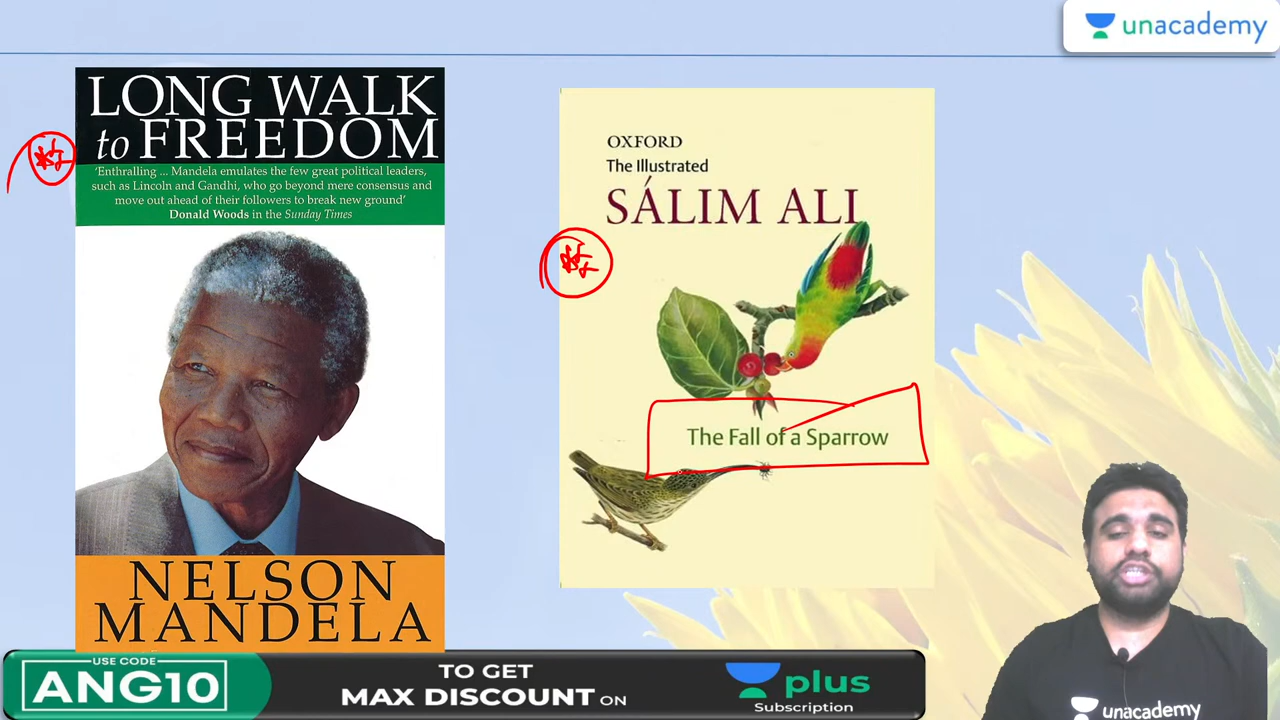 unacademy
LONG WALK
to FREEDOM
'Enthralling ... Mandela emulates the few great political leaders,
such as Lincoln and Gandhi, who go beyond mere consensus and
move out ahead of their followers to break new ground'
Donald Woods in the Sunday Times
NELSON
MANDELA
OXFORD
The Illustrated
SÁLIM ALI
The Fall of a Sparrow
USE CODE
ANG10
TO GET
MAX DISCOUNT ON
plus
Subscription
unacademy